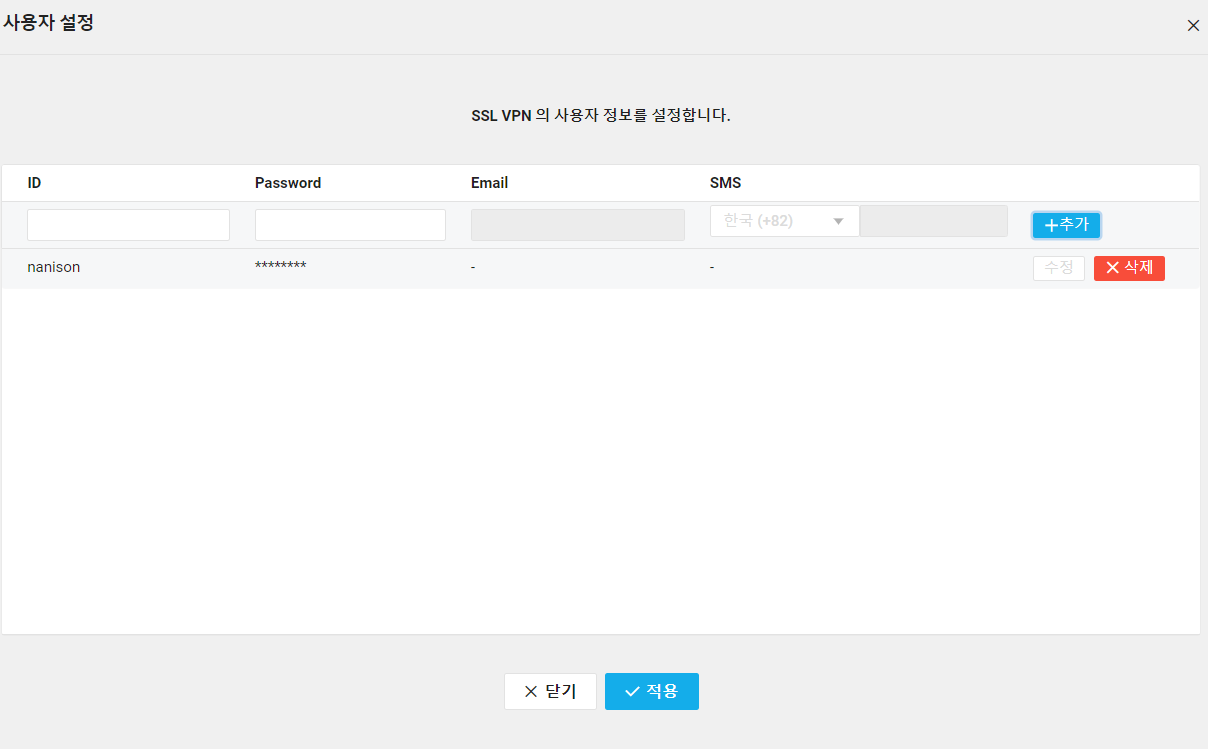 사용자 설정
SSL VPN 의 사용자 정보를 설정합니다.
ID Password Email SMS
한국 (+82) +추가
nanison ******** - - 수정 × 삭제
× 닫기 ✓ 적용